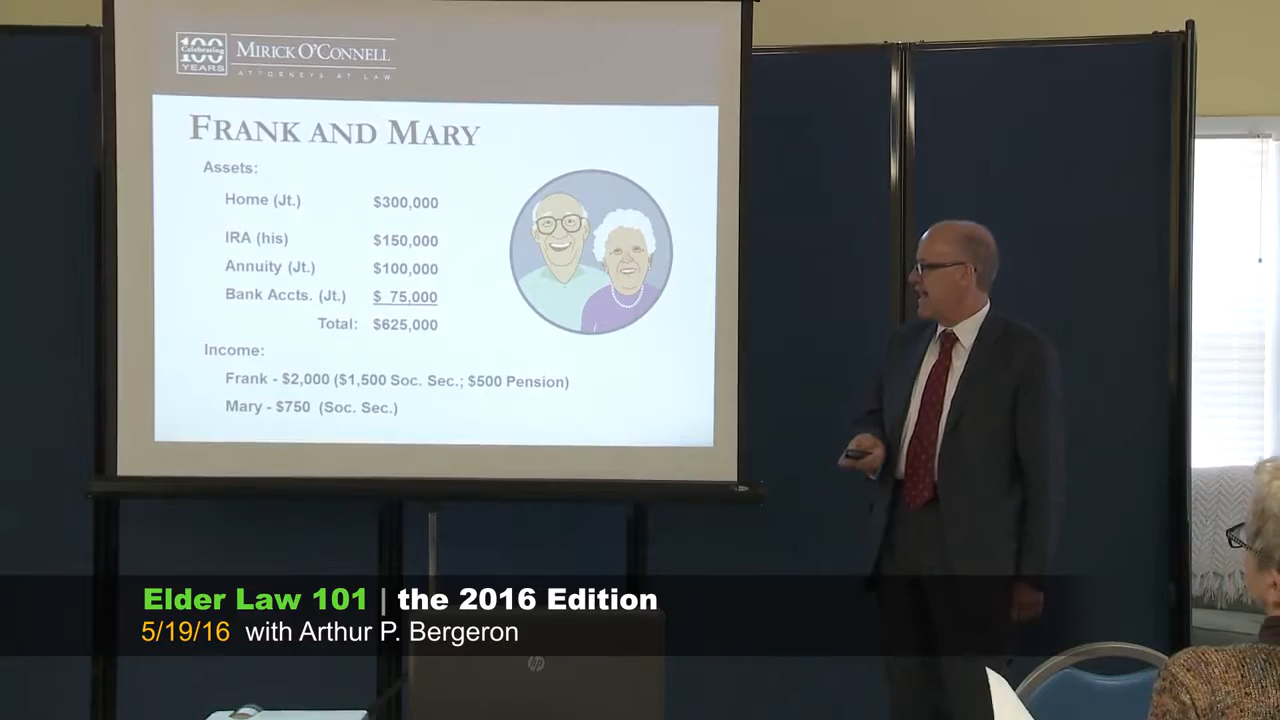 100
Celebrating
YEARS
MIRICK O'CONNELL
ATTORNEYS AT LAW
FRANK AND MARY
Assets:
Home (Jt.) $300,000
IRA (his) $150,000
Annuity (Jt.) $100,000
Bank Accts. (Jt.) $ 75,000
Total: $625,000
Income:
Frank - $2,000 ($1,500 Soc. Sec.; $500 Pension)
Mary - $750 (Soc. Sec.)
Elder Law 101 | the 2016 Edition
5/19/16 with Arthur P. Bergeron
hp